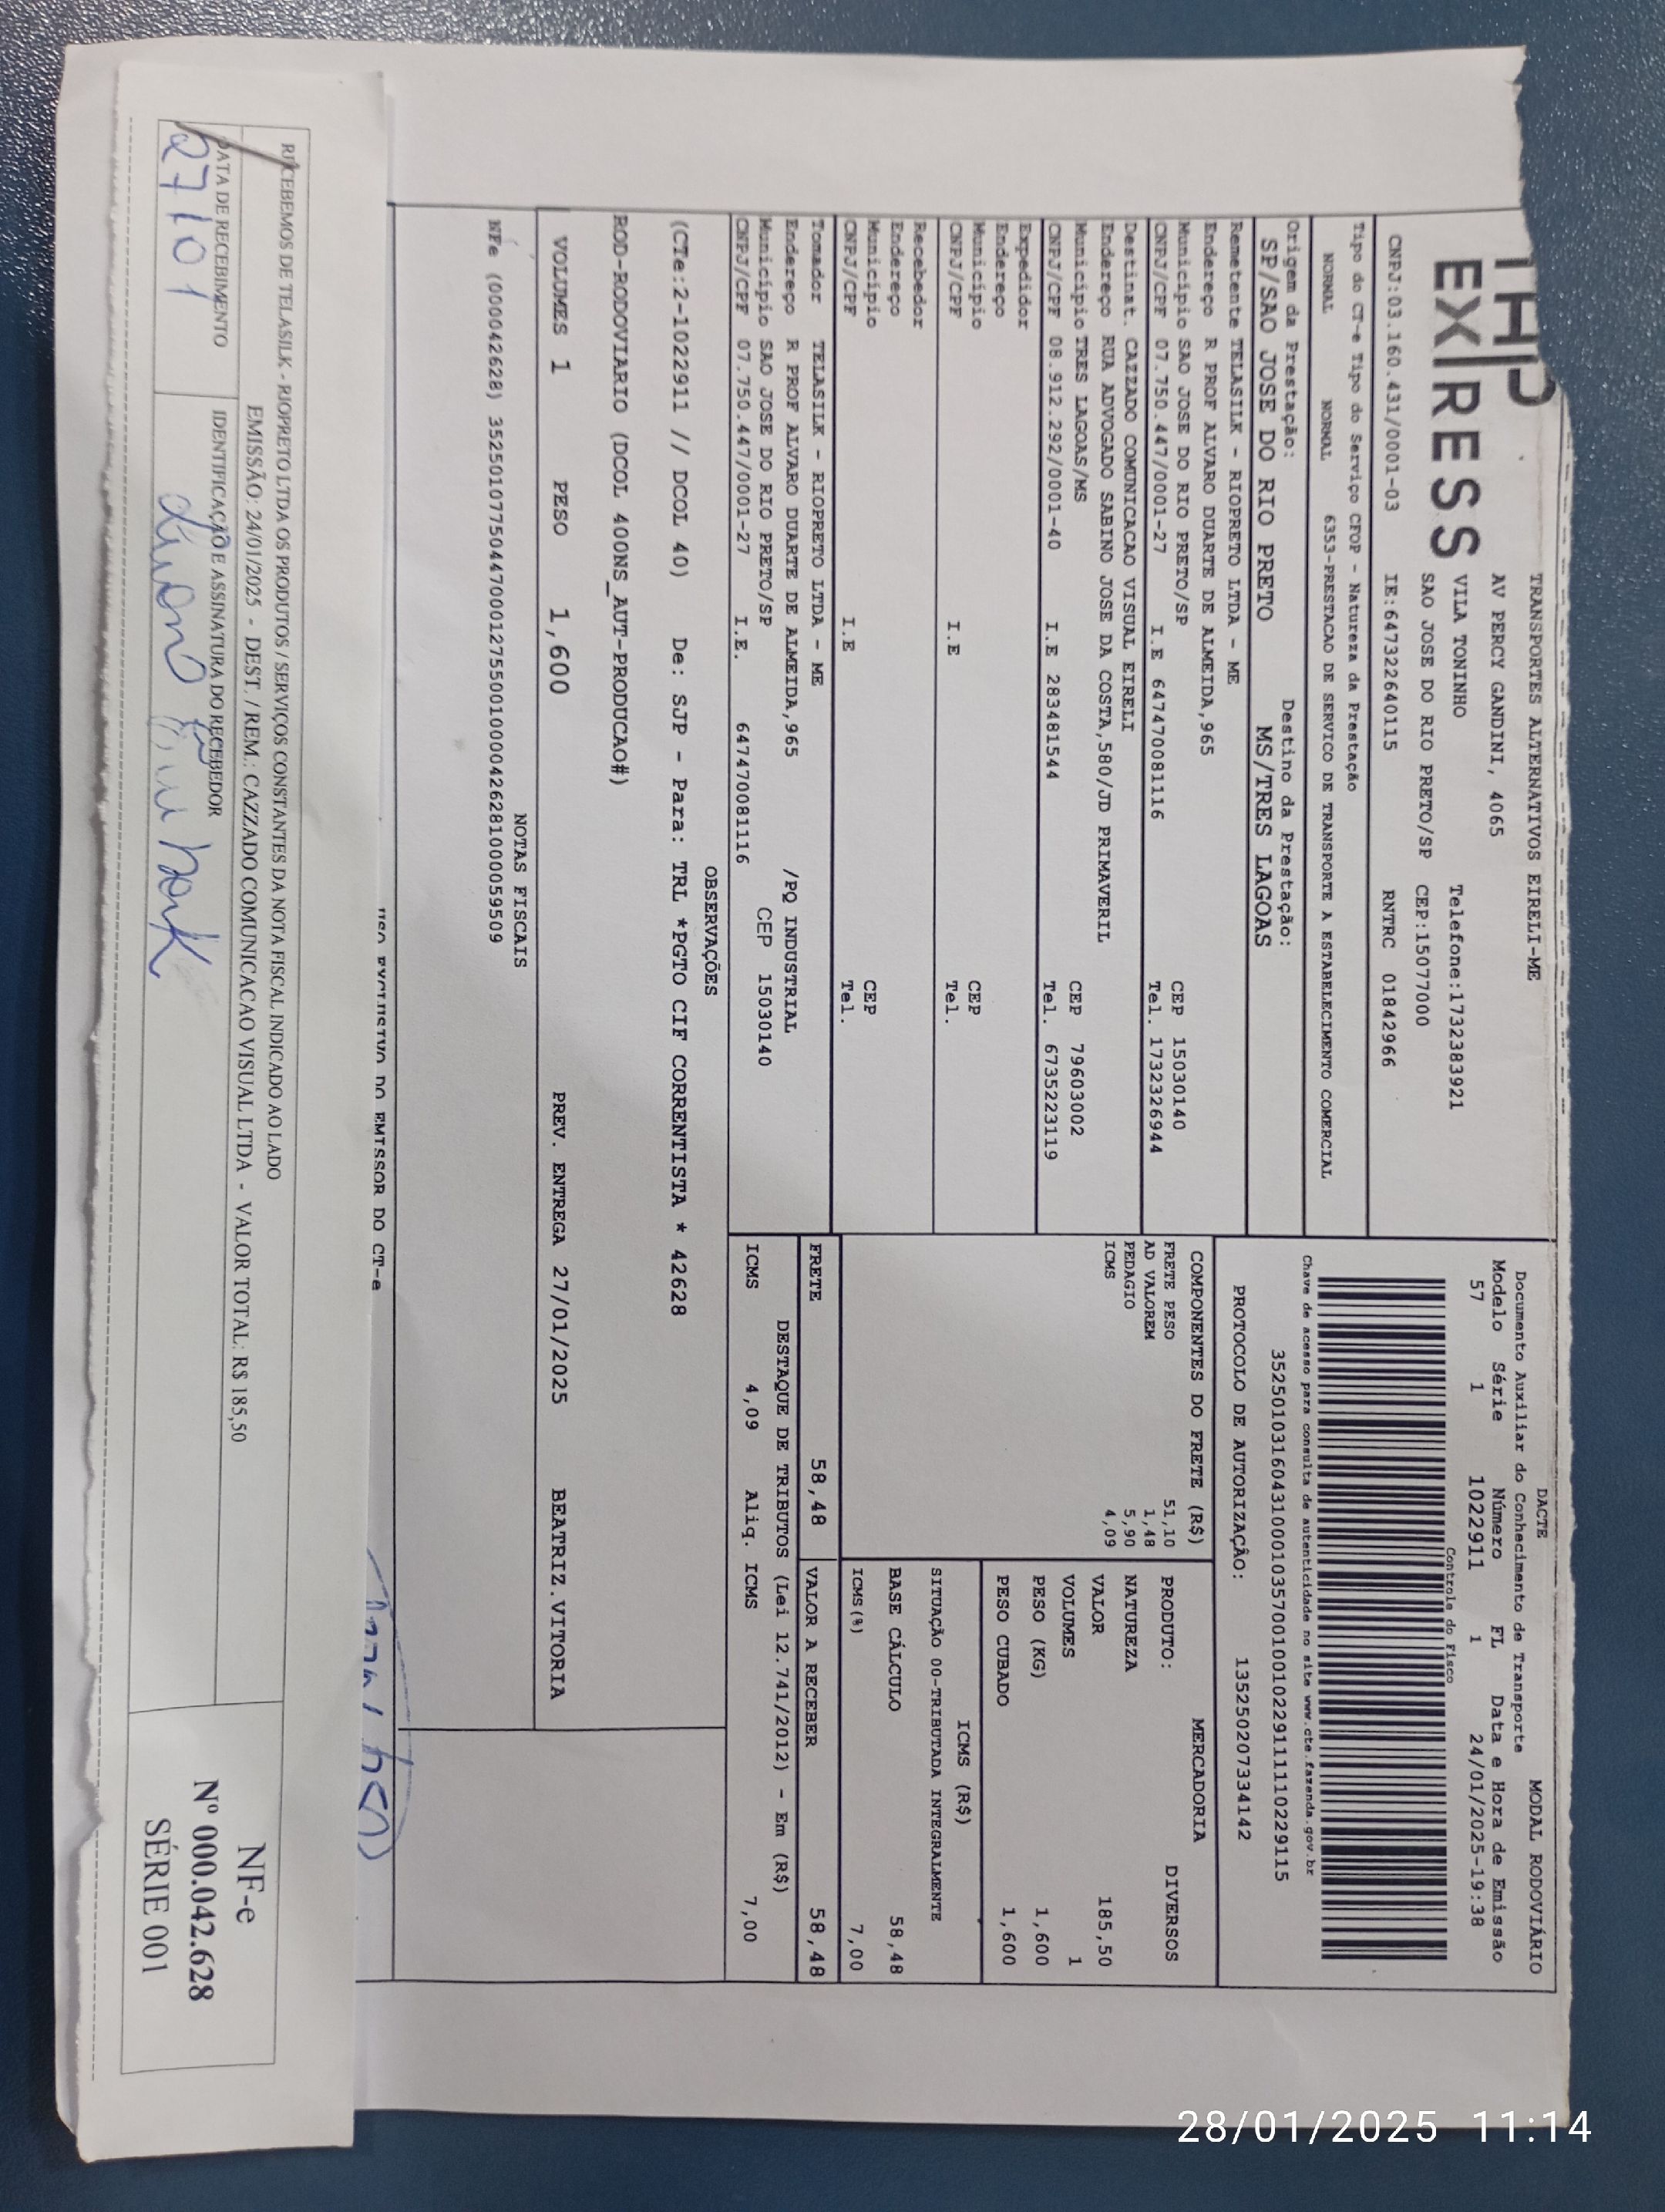 EXPRESS
TRANSPORTES ALTERNATIVOS EIRELI-ME
AV PERCY GANDINI, 4065
VILA TONINHO Telefone:1732383921
SAO JOSE DO RIO PRETO/SP CEP:15077000
CNPJ:03.160.431/0001-03 IE:647322640115 RNTRC 01842966
DACTE MODAL RODOVIÁRIO
Documento Auxiliar do Conhecimento de Transporte
Modelo Série Número FL Data e Hora de Emissão
57 1 1022911 1 24/01/2025-19:38
Controle do Fisco
Tipo do CT-e Tipo do Serviço CFOP - Natureza da Prestação
NORMAL NORMAL 6353-PRESTACAO DE SERVICO DE TRANSPORTE A ESTABELECIMENTO COMERCIAL
Chave de acesso para consulta de autenticidade no site www.cte.fazenda.gov.br
35250103160431000103570010010229111110229115
Origem da Prestação: Destino da Prestação:
SP/SAO JOSE DO RIO PRETO MS/TRES LAGOAS
PROTOCOLO DE AUTORIZAÇÃO: 135250207334142
Remetente TELASILK - RIOPRETO LTDA - ME
Endereço R PROF ALVARO DUARTE DE ALMEIDA,965
Município SAO JOSE DO RIO PRETO/SP CEP 15030140
CNPJ/CPF 07.750.447/0001-27 I.E 647470081116 Tel. 1732326944
Destinat. CAZZADO COMUNICACAO VISUAL EIRELI
Endereço RUA ADVOGADO SABINO JOSE DA COSTA,580/JD PRIMAVERIL
Município TRES LAGOAS/MS CEP 79603002
CNPJ/CPF 08.912.292/0001-40 I.E 283481544 Tel. 6735223119
Expedidor
Endereço
Município CEP
CNPJ/CPF I.E Tel.
Recebedor
Endereço
Município CEP
CNPJ/CPF I.E Tel.
Tomador TELASILK - RIOPRETO LTDA - ME
Endereço R PROF ALVARO DUARTE DE ALMEIDA,965 /PQ INDUSTRIAL
Município SAO JOSE DO RIO PRETO/SP CEP 15030140
CNPJ/CPF 07.750.447/0001-27 I.E. 647470081116
COMPONENTES DO FRETE (R$)
FRETE PESO 51,10
AD VALOREM 1,48
PEDAGIO 5,90
ICMS 4,09
MERCADORIA
PRODUTO: DIVERSOS
NATUREZA
VALOR 185,50
VOLUMES 1
PESO (KG) 1,600
PESO CUBADO 1,600
ICMS (R$)
SITUAÇÃO 00-TRIBUTADA INTEGRALMENTE
BASE CÁLCULO 58,48
ICMS(%) 7,00
FRETE 58,48 VALOR A RECEBER 58,48
DESTAQUE DE TRIBUTOS (Lei 12.741/2012) - Em (R$)
ICMS 4,09 Aliq. ICMS 7,00
OBSERVAÇÕES
(CTe:2-1022911 // DCOL 40) De: SJP - Para: TRL *PGTO CIF CORRENTISTA * 42628
ROD-RODOVIARIO (DCOL 400NS_AUT-PRODUCAO#)
VOLUMES 1 PESO 1,600 PREV. ENTREGA 27/01/2025 BEATRIZ.VITORIA
NOTAS FISCAIS
NFe (000042628) 35250107750447000127550010000426281000059509
USO EXCLUSIVO DO EMISSOR DO CT-e
RECEBEMOS DE TELASILK - RIOPRETO LTDA OS PRODUTOS / SERVIÇOS CONSTANTES DA NOTA FISCAL INDICADO AO LADO
EMISSÃO: 24/01/2025 - DEST. / REM.: CAZZADO COMUNICACAO VISUAL LTDA - VALOR TOTAL: R$ 185,50
DATA DE RECEBIMENTO IDENTIFICAÇÃO E ASSINATURA DO RECEBEDOR
27/01
NF-e
Nº 000.042.628
SÉRIE 001
28/01/2025 11:14